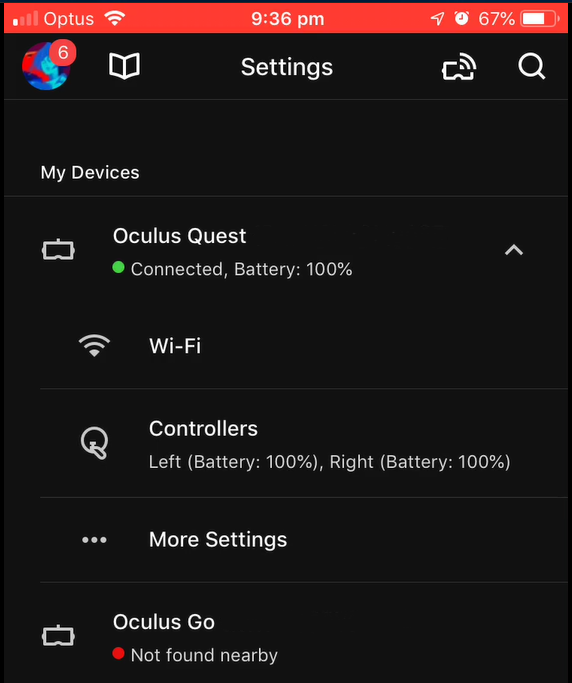 Optus 9:36 pm 67%
6 Settings
My Devices
Oculus Quest
Connected, Battery: 100%
Wi-Fi
Controllers
Left (Battery: 100%), Right (Battery: 100%)
More Settings
Oculus Go
Not found nearby